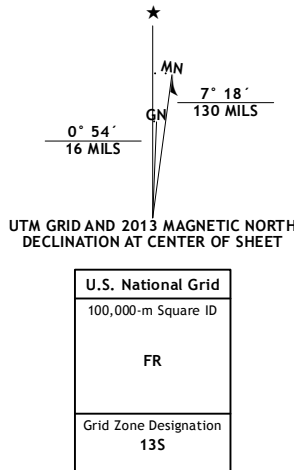 ★
MN
7° 18´
130 MILS
GN
0° 54´
16 MILS
UTM GRID AND 2013 MAGNETIC NORTH
DECLINATION AT CENTER OF SHEET
U.S. National Grid
100,000-m Square ID
FR
Grid Zone Designation
13S